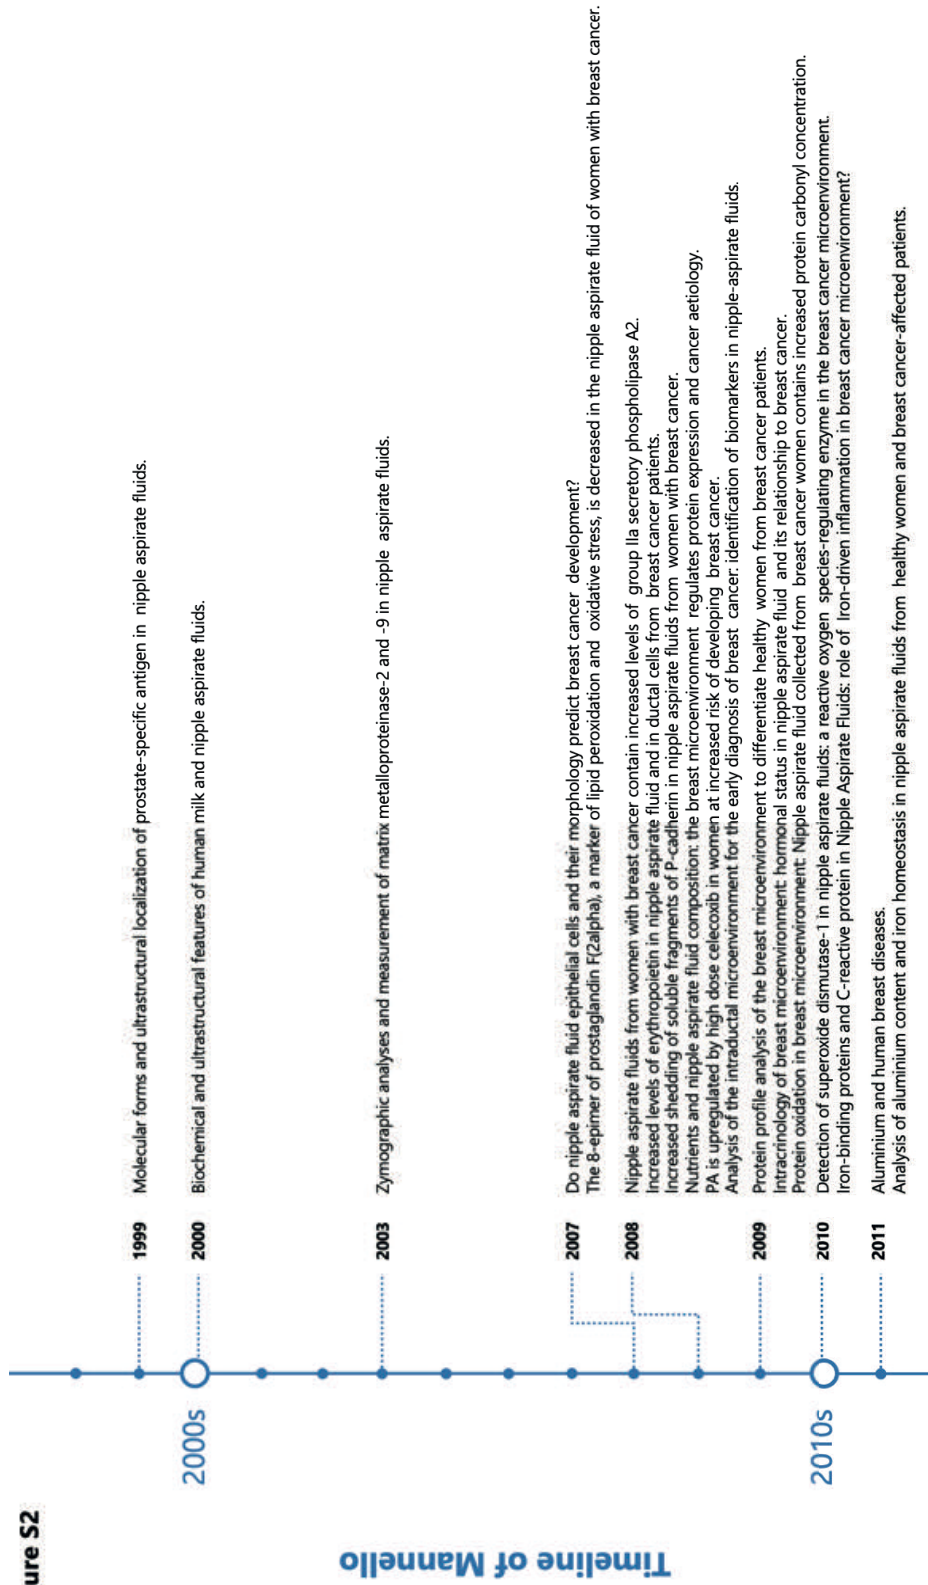 ure S2
Timeline of Mannello
2000s
2010s
1999 Molecular forms and ultrastructural localization of prostate-specific antigen in nipple aspirate fluids.
2000 Biochemical and ultrastructural features of human milk and nipple aspirate fluids.
2003 Zymographic analyses and measurement of matrix metalloproteinase-2 and -9 in nipple aspirate fluids.
2007 Do nipple aspirate fluid epithelial cells and their morphology predict breast cancer development?
The 8-epimer of prostaglandin F(2alpha), a marker of lipid peroxidation and oxidative stress, is decreased in the nipple aspirate fluid of women with breast cancer.
2008 Nipple aspirate fluids from women with breast cancer contain increased levels of group IIa secretory phospholipase A2.
Increased levels of erythropoietin in nipple aspirate fluid and in ductal cells from breast cancer patients.
Increased shedding of soluble fragments of P-cadherin in nipple aspirate fluids from women with breast cancer.
Nutrients and nipple aspirate fluid composition: the breast microenvironment regulates protein expression and cancer aetiology.
PA is upregulated by high dose celecoxib in women at increased risk of developing breast cancer.
Analysis of the intraductal microenvironment for the early diagnosis of breast cancer: identification of biomarkers in nipple-aspirate fluids.
2009 Protein profile analysis of the breast microenvironment to differentiate healthy women from breast cancer patients.
Intracrinology of breast microenvironment: hormonal status in nipple aspirate fluid and its relationship to breast cancer.
Protein oxidation in breast microenvironment: Nipple aspirate fluid collected from breast cancer women contains increased protein carbonyl concentration.
2010 Detection of superoxide dismutase-1 in nipple aspirate fluids: a reactive oxygen species-regulating enzyme in the breast cancer microenvironment.
Iron-binding proteins and C-reactive protein in Nipple Aspirate Fluids: role of Iron-driven inflammation in breast cancer microenvironment?
2011 Aluminium and human breast diseases.
Analysis of aluminium content and iron homeostasis in nipple aspirate fluids from healthy women and breast cancer-affected patients.